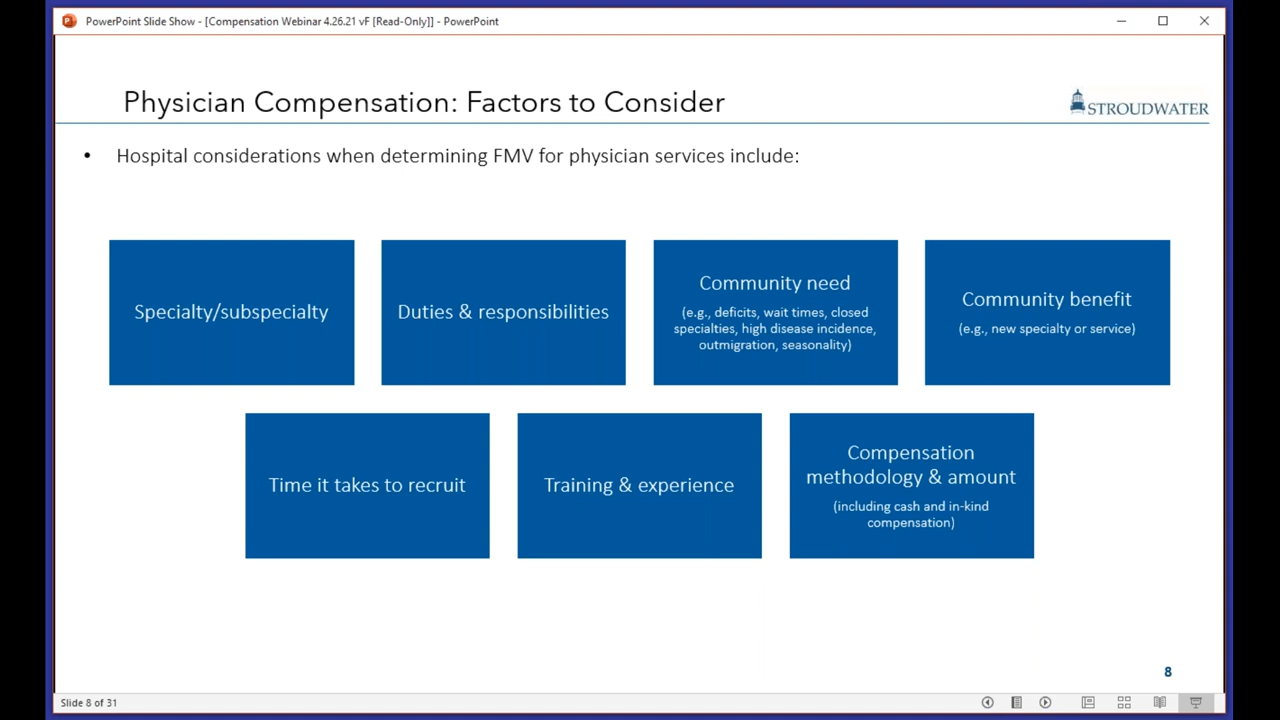 PowerPoint Slide Show - [Compensation Webinar 4.26.21 vF [Read-Only]] - PowerPoint
Physician Compensation: Factors to Consider
STROUDWATER
• Hospital considerations when determining FMV for physician services include:
Specialty/subspecialty
Duties & responsibilities
Community need
(e.g., deficits, wait times, closed
specialties, high disease incidence,
outmigration, seasonality)
Community benefit
(e.g., new specialty or service)
Time it takes to recruit
Training & experience
Compensation
methodology & amount
(including cash and in-kind
compensation)
8
Slide 8 of 31